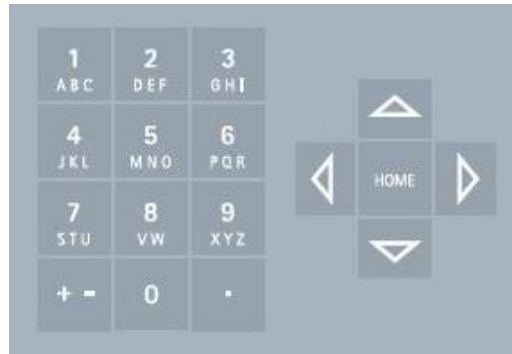 1 2 3
ABC DEF GHI
4 5 6
JKL MNO PQR
HOME
7 8 9
STU VW XYZ
+ - 0 .